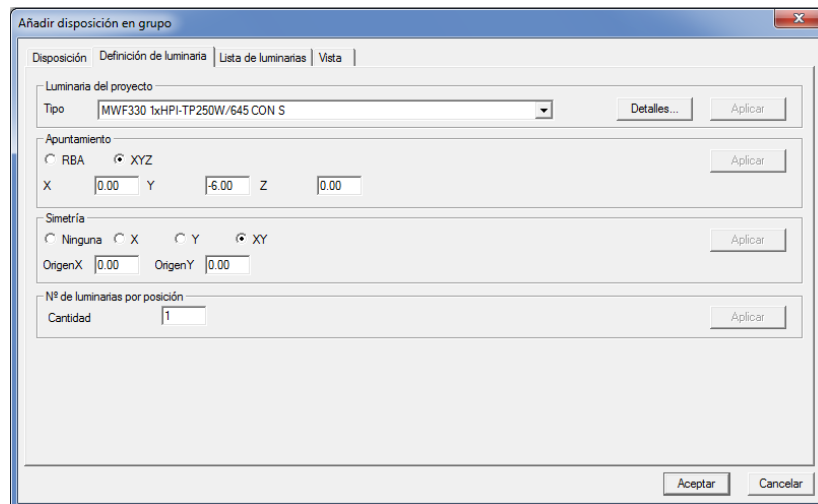 Añadir disposición en grupo
Disposición Definición de luminaria Lista de luminarias Vista
Luminaria del proyecto
Tipo MWF330 1xHPI-TP250W/645 CON S Detalles... Aplicar
Apuntamiento
RBA XYZ Aplicar
X 0.00 Y -6.00 Z 0.00
Simetría
Ninguna X Y XY Aplicar
OrigenX 0.00 OrigenY 0.00
Nº de luminarias por posición
Cantidad 1 Aplicar
Aceptar Cancelar